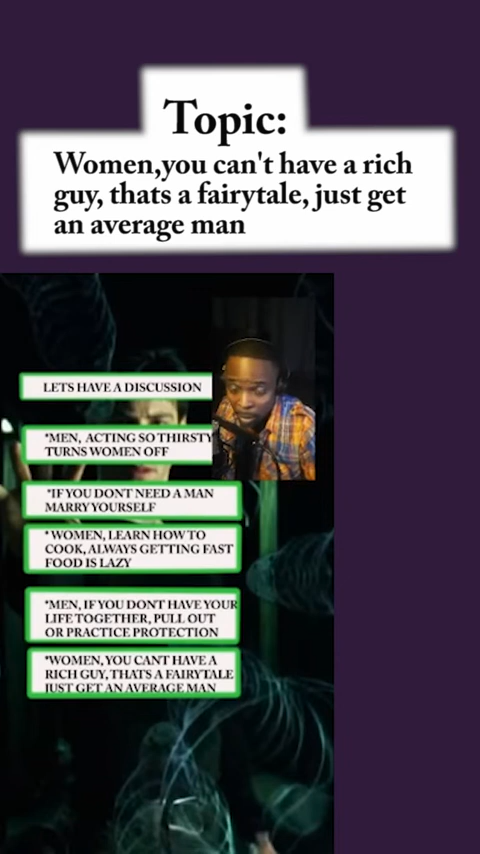 Topic:
Women,you can't have a rich
guy, thats a fairytale, just get
an average man
LETS HAVE A DISCUSSION
*MEN, ACTING SO THIRSTY
TURNS WOMEN OFF
*IF YOU DONT NEED A MAN
MARRY YOURSELF
* WOMEN, LEARN HOW TO
COOK, ALWAYS GETTING FAST
FOOD IS LAZY
*MEN, IF YOU DONT HAVE YOUR
LIFE TOGETHER, PULL OUT
OR PRACTICE PROTECTION
*WOMEN, YOU CANT HAVE A
RICH GUY, THATS A FAIRYTALE
JUST GET AN AVERAGE MAN